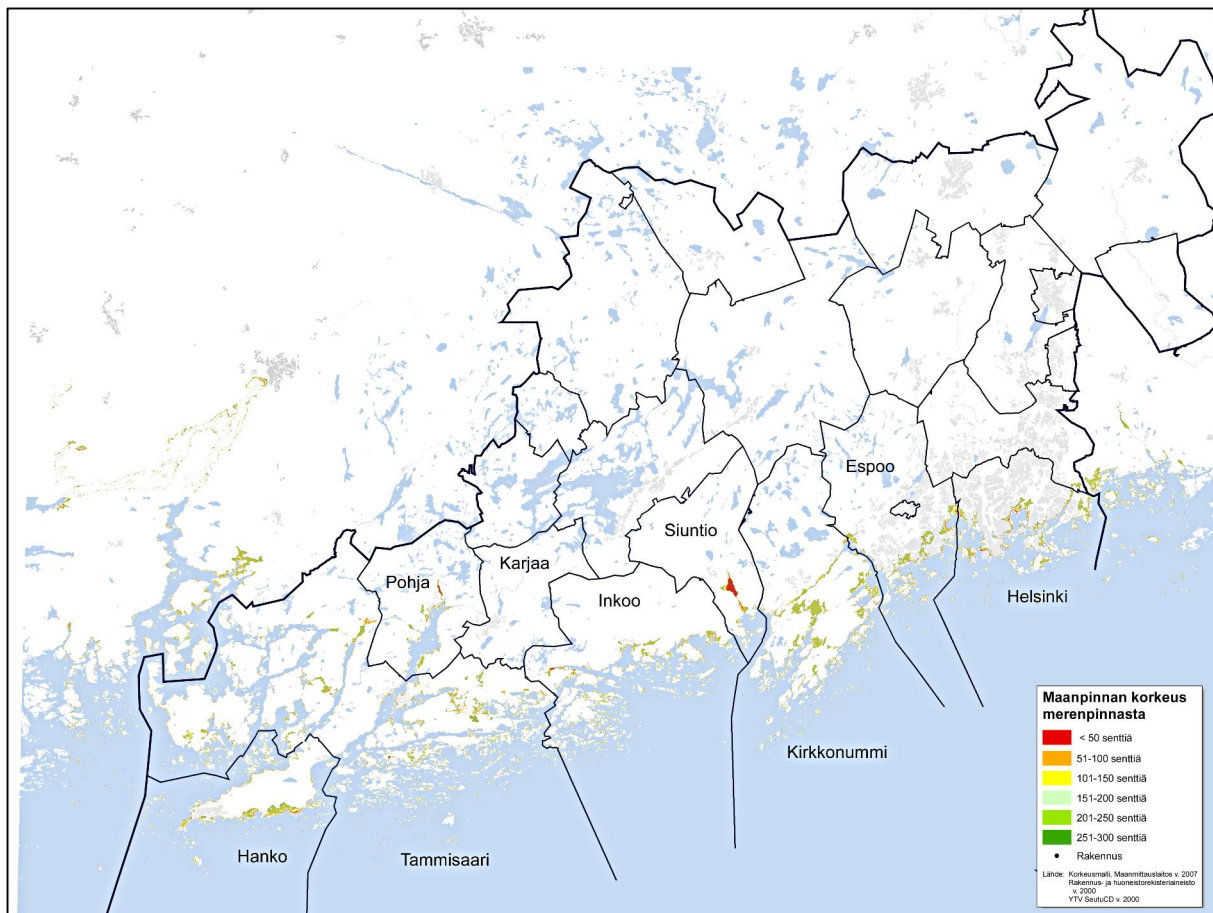 Espoo
Siuntio
Karjaa
Pohja
Inkoo
Helsinki
Kirkkonummi
Hanko
Tammisaari
Maanpinnan korkeus
merenpinnasta
< 50 senttiä
51-100 senttiä
101-150 senttiä
151-200 senttiä
201-250 senttiä
251-300 senttiä
Rakennus
Lähde: Korkeusmalli, Maanmittauslaitos v. 2007
Rakennus- ja huoneistorekisteriaineisto
v. 2000
YTV SeutuCD v. 2000